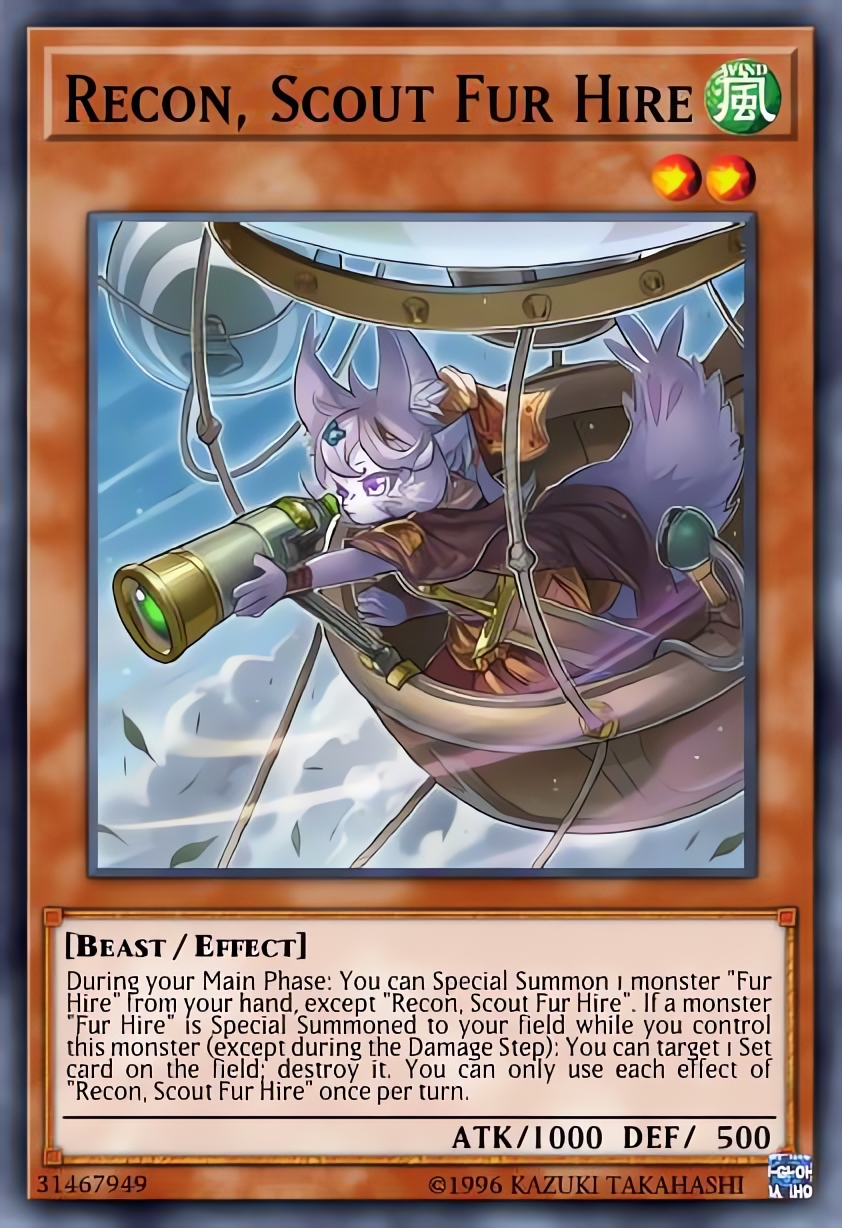 Recon, Scout Fur Hire
WIND
風
[Beast / Effect]
During your Main Phase: You can Special Summon 1 monster "Fur
Hire" from your hand, except "Recon, Scout Fur Hire". If a monster
"Fur Hire" is Special Summoned to your field while you control
this monster (except during the Damage Step): You can target 1 Set
card on the field; destroy it. You can only use each effect of
"Recon, Scout Fur Hire" once per turn.
ATK/1000 DEF/ 500
31467949 ©1996 KAZUKI TAKAHASHI